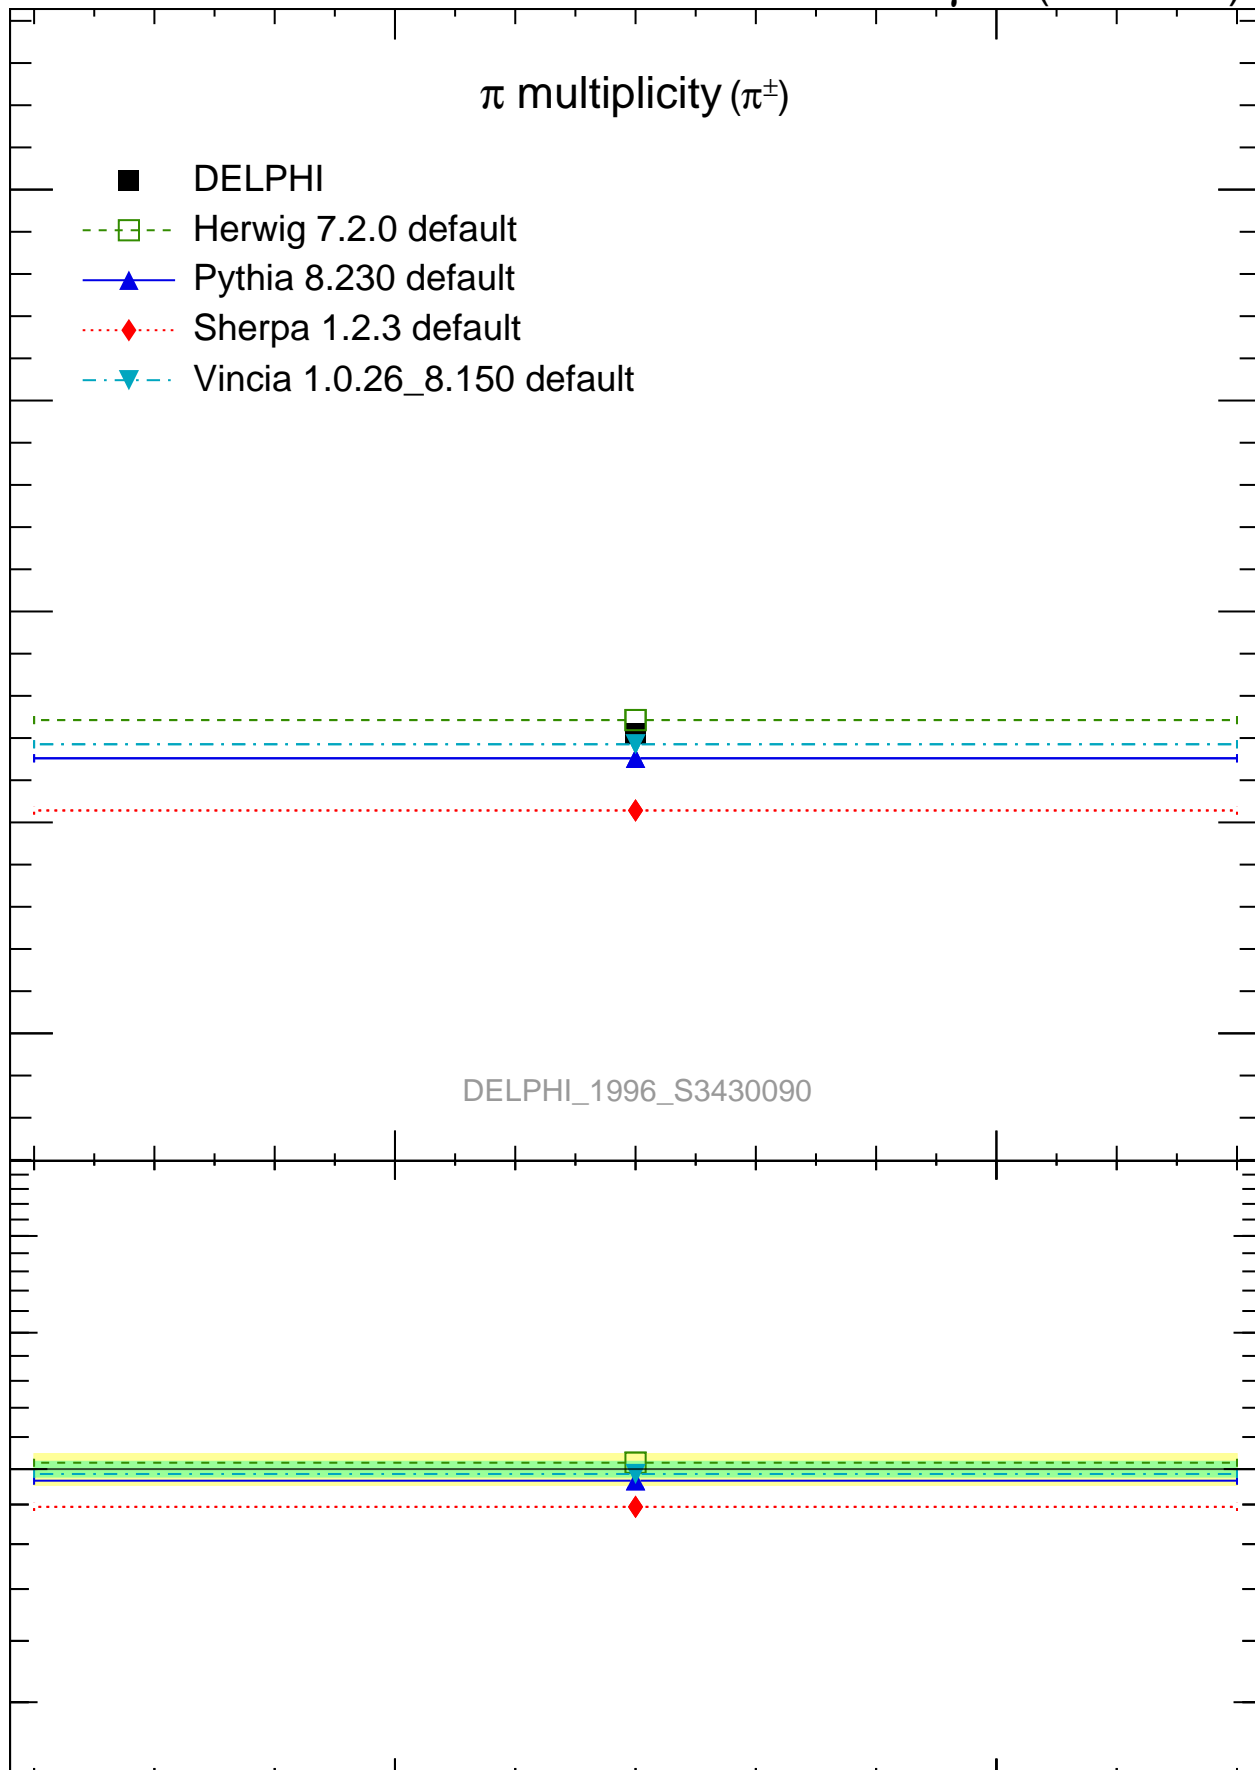 π multiplicity (π±)
DELPHI
Herwig 7.2.0 default
Pythia 8.230 default
Sherpa 1.2.3 default
Vincia 1.0.26_8.150 default
DELPHI_1996_S3430090